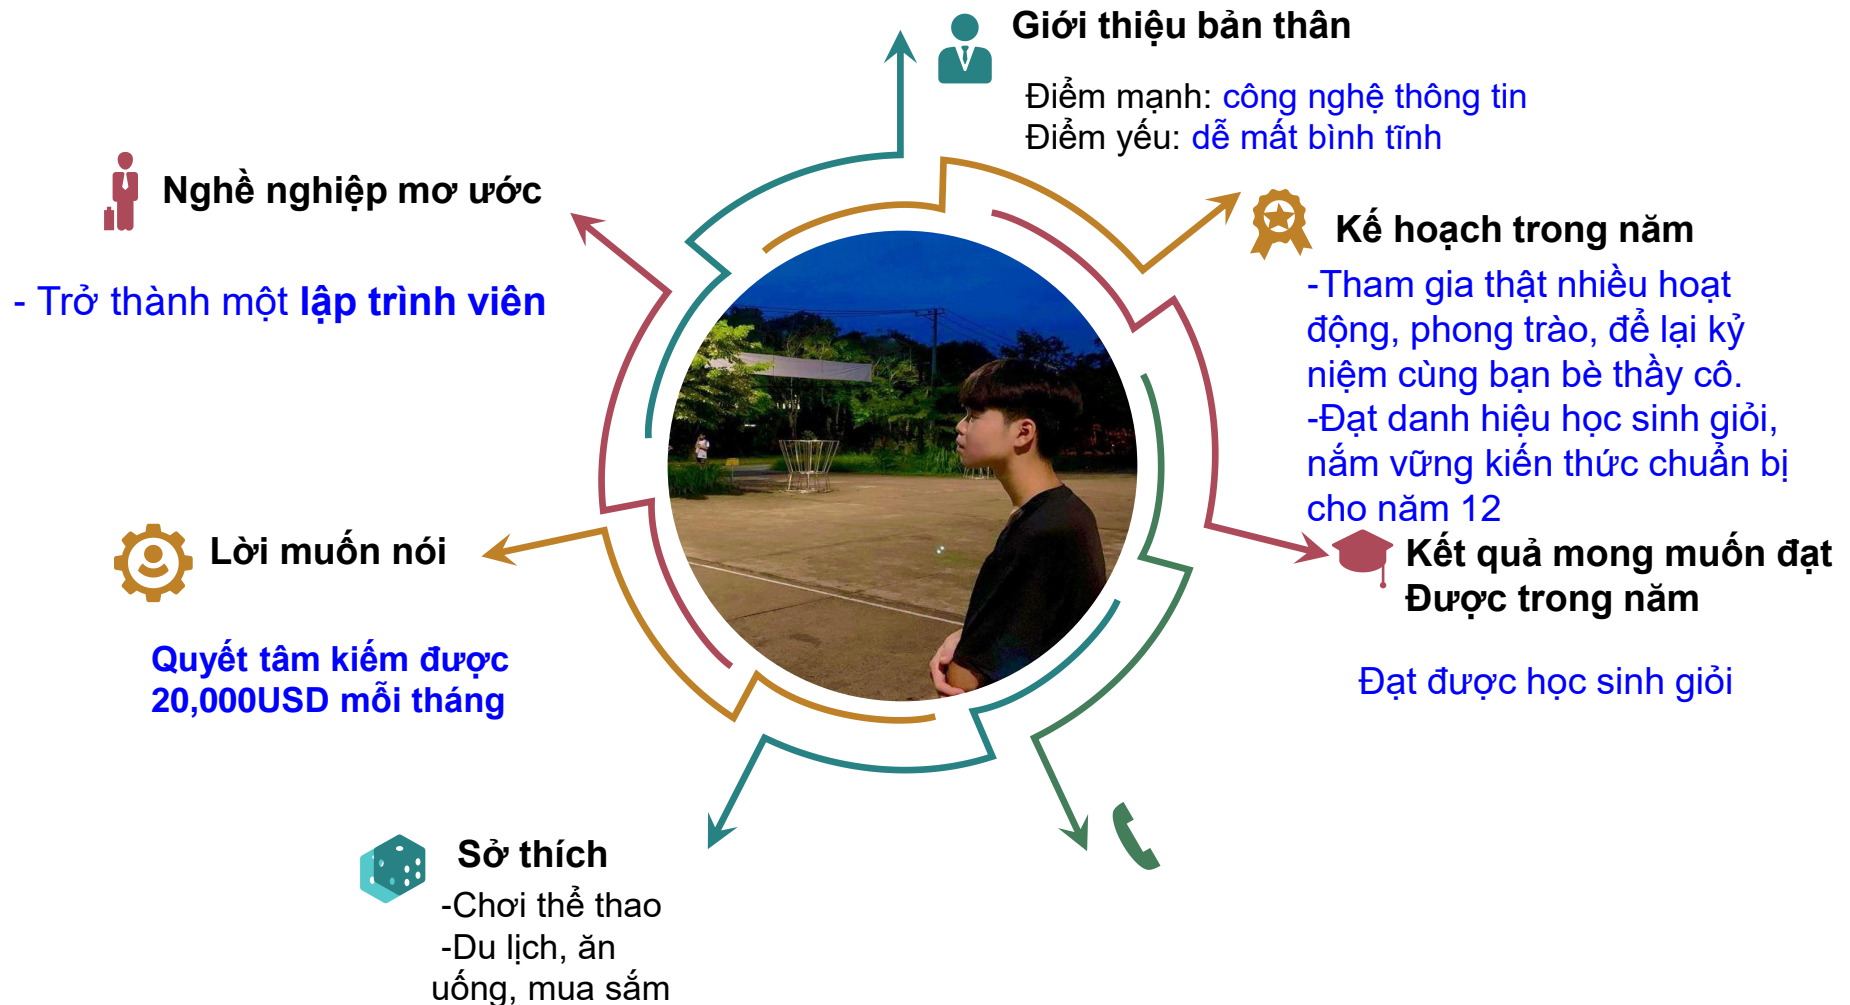 Giới thiệu bản thân
Điểm mạnh: công nghệ thông tin
Điểm yếu: dễ mất bình tĩnh
Nghề nghiệp mơ ước
- Trở thành một lập trình viên
Kế hoạch trong năm
-Tham gia thật nhiều hoạt
động, phong trào, để lại kỷ
niệm cùng bạn bè thầy cô.
-Đạt danh hiệu học sinh giỏi,
nắm vững kiến thức chuẩn bị
cho năm 12
Lời muốn nói
Quyết tâm kiếm được
20,000USD mỗi tháng
Kết quả mong muốn đạt
Được trong năm
Đạt được học sinh giỏi
Sở thích
-Chơi thể thao
-Du lịch, ăn
uống, mua sắm